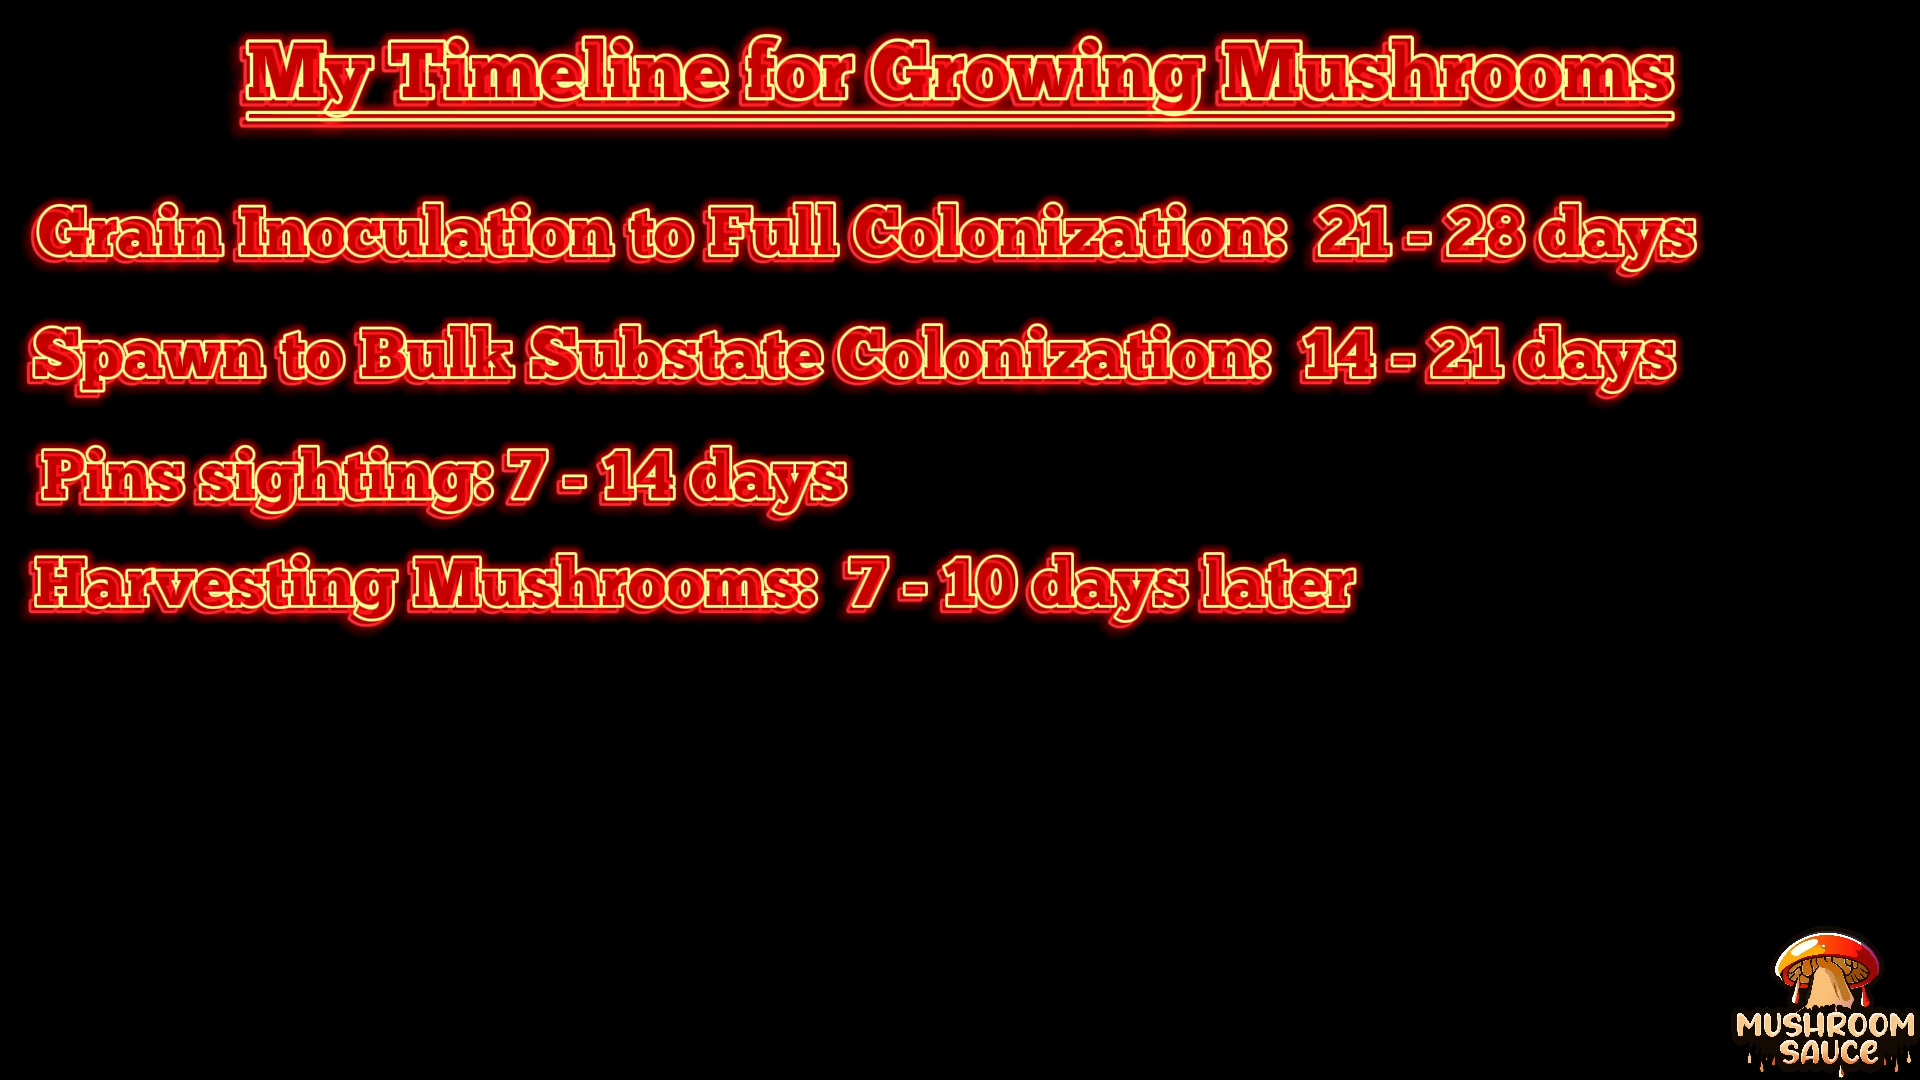 My Timeline for Growing Mushrooms
Grain Inoculation to Full Colonization: 21 - 28 days
Spawn to Bulk Substate Colonization: 14 - 21 days
Pins sighting: 7 - 14 days
Harvesting Mushrooms: 7 - 10 days later
MUSHROOM
SAUCE